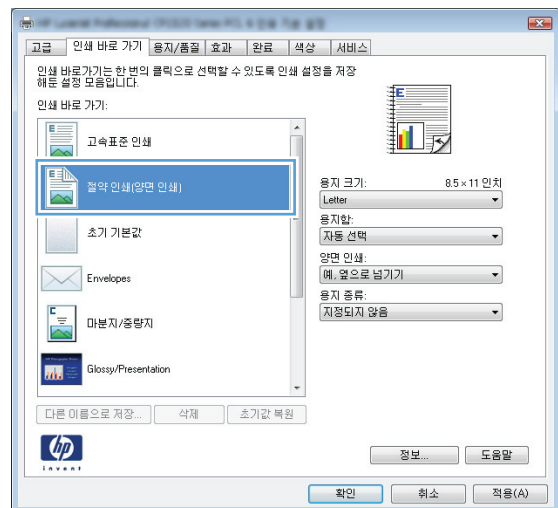 고급 인쇄 바로 가기 용지/품질 효과 완료 색상 서비스
인쇄 바로가기는 한 번의 클릭으로 선택할 수 있도록 인쇄 설정을 저장
해둔 설정 모음입니다.
인쇄 바로 가기:
고속표준 인쇄
절약 인쇄(양면 인쇄)
초기 기본값
Envelopes
마분지/중량지
Glossy/Presentation
다른 이름으로 저장... 삭제 초기값 복원
용지 크기: 8.5 × 11 인치
Letter
용지함:
자동 선택
양면 인쇄:
예, 옆으로 넘기기
용지 종류:
지정되지 않음
hp
invent
정보... 도움말
확인 취소 적용(A)